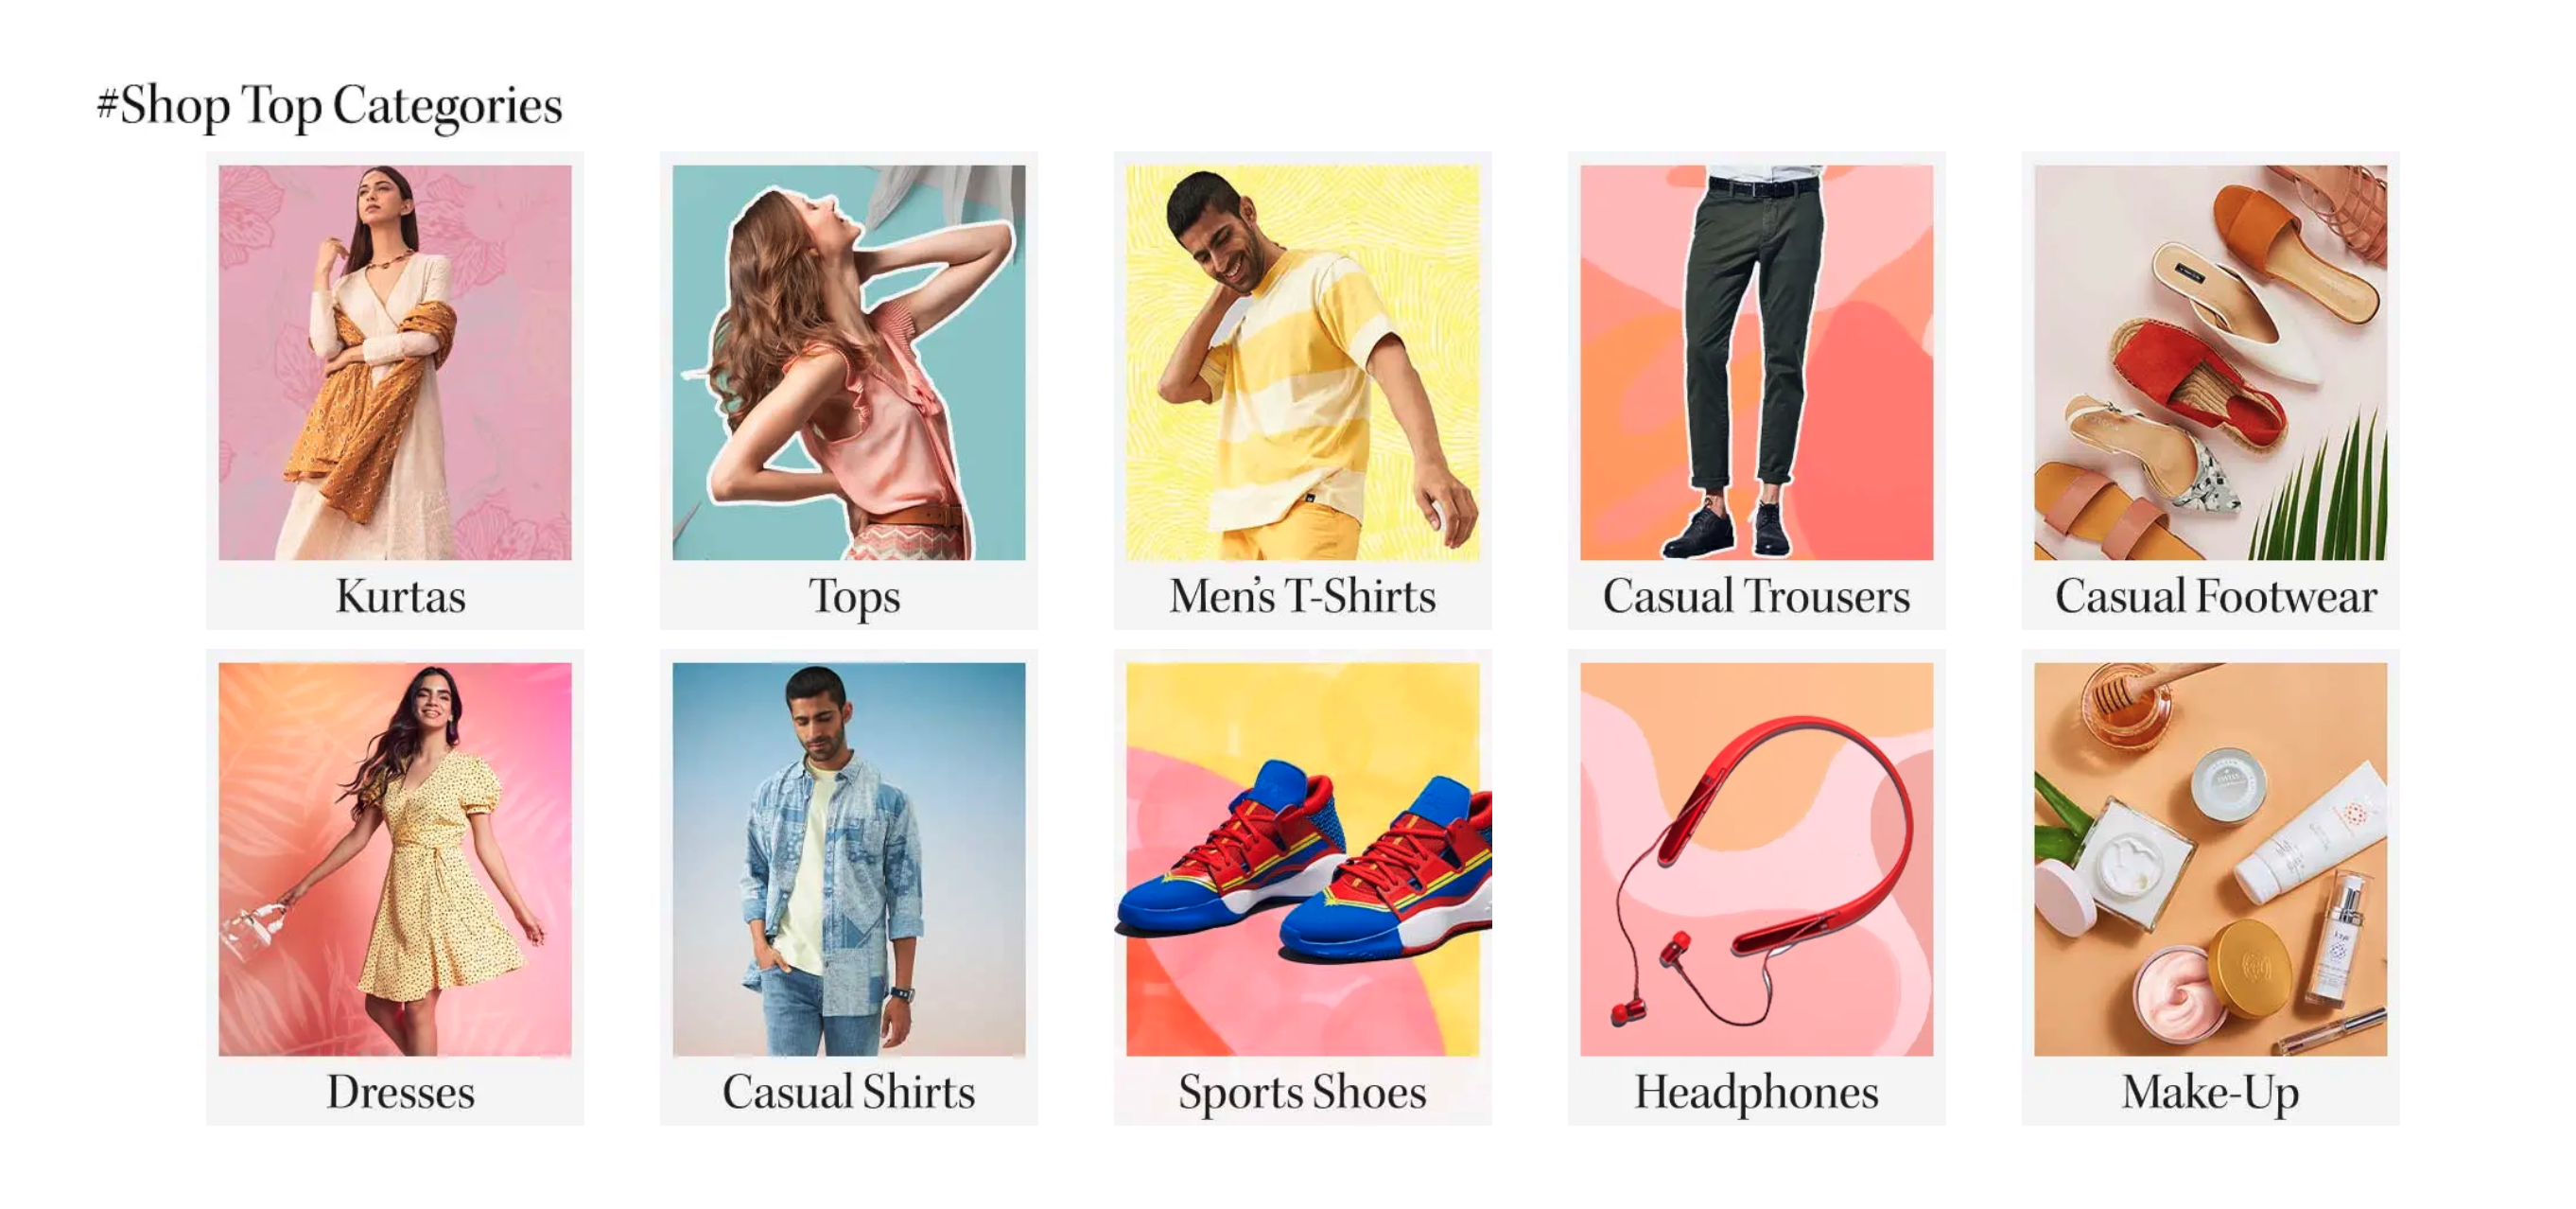 #Shop Top Categories
Kurtas
Tops
Men's T-Shirts
Casual Trousers
Casual Footwear
Dresses
Casual Shirts
Sports Shoes
Headphones
Make-Up